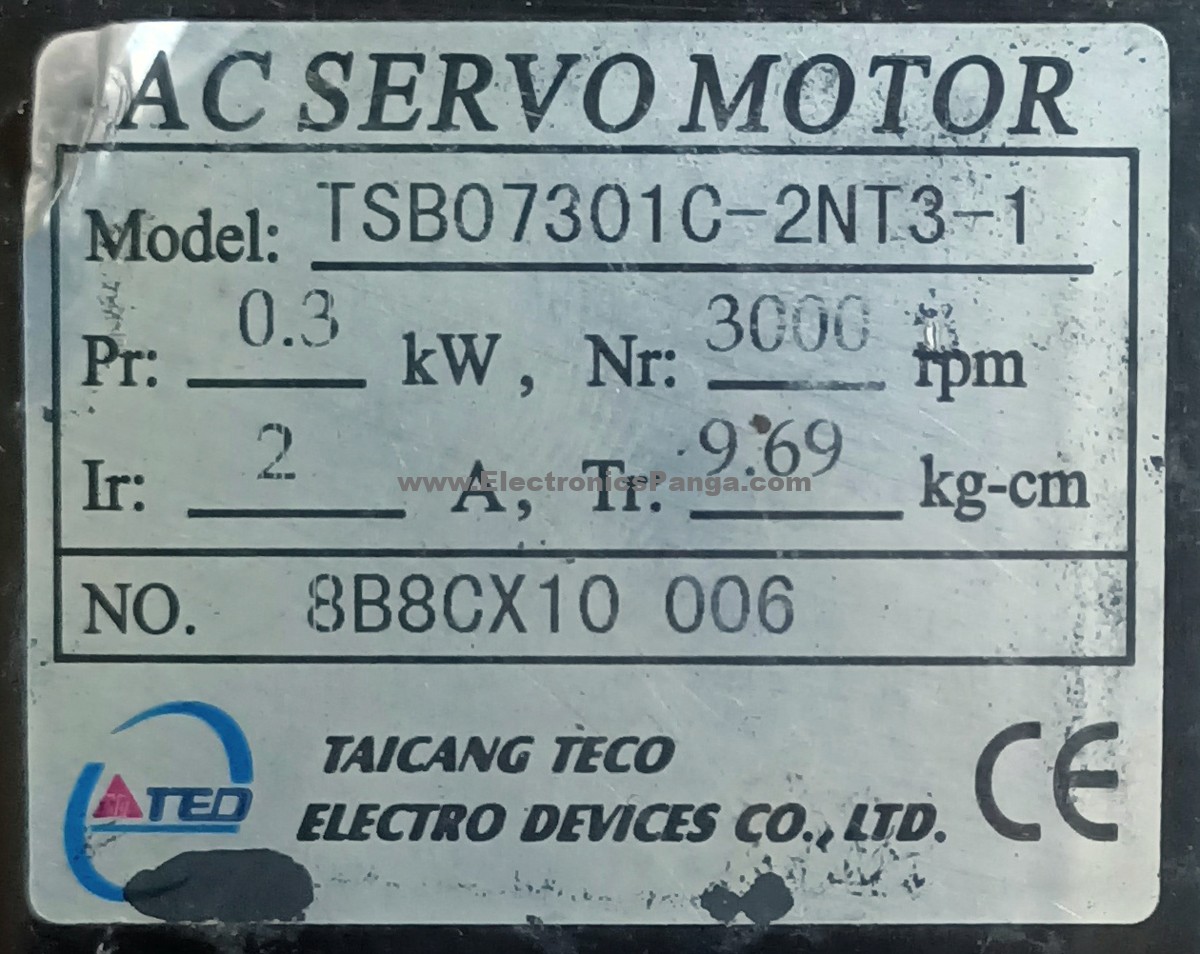 AC SERVO MOTOR
Model: TSB07301C-2NT3-1
Pr: 0.3 kW, Nr: 3000 rpm
Ir: 2 A, Tr: 9.69 kg-cm
www.ElectronicsPanga.com
NO. 8B8CX10 006
TED
TAICANG TECO
ELECTRO DEVICES CO., LTD.
CE